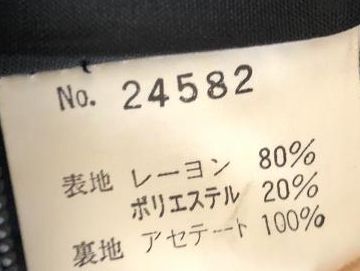 No. 24582
表地 レーヨン 80%
ポリエステル 20%
裏地 アセテート 100%